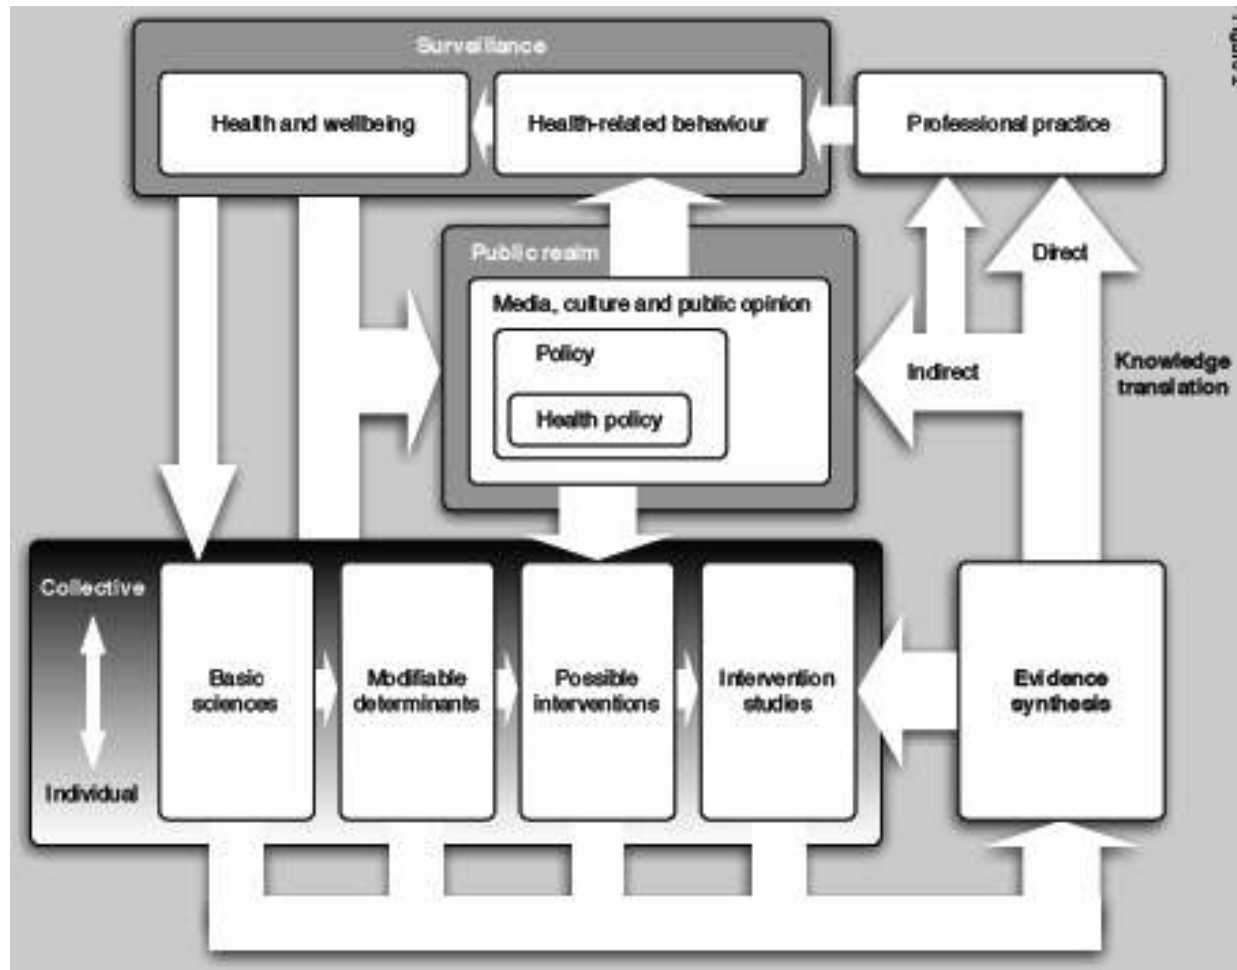 Surveillance
Health and wellbeing
Health-related behaviour
Professional practice
Public realm
Media, culture and public opinion
Policy
Health policy
Direct
Indirect
Knowledge
translation
Collective
Individual
Basic
sciences
Modifiable
determinants
Possible
interventions
Intervention
studies
Evidence
synthesis